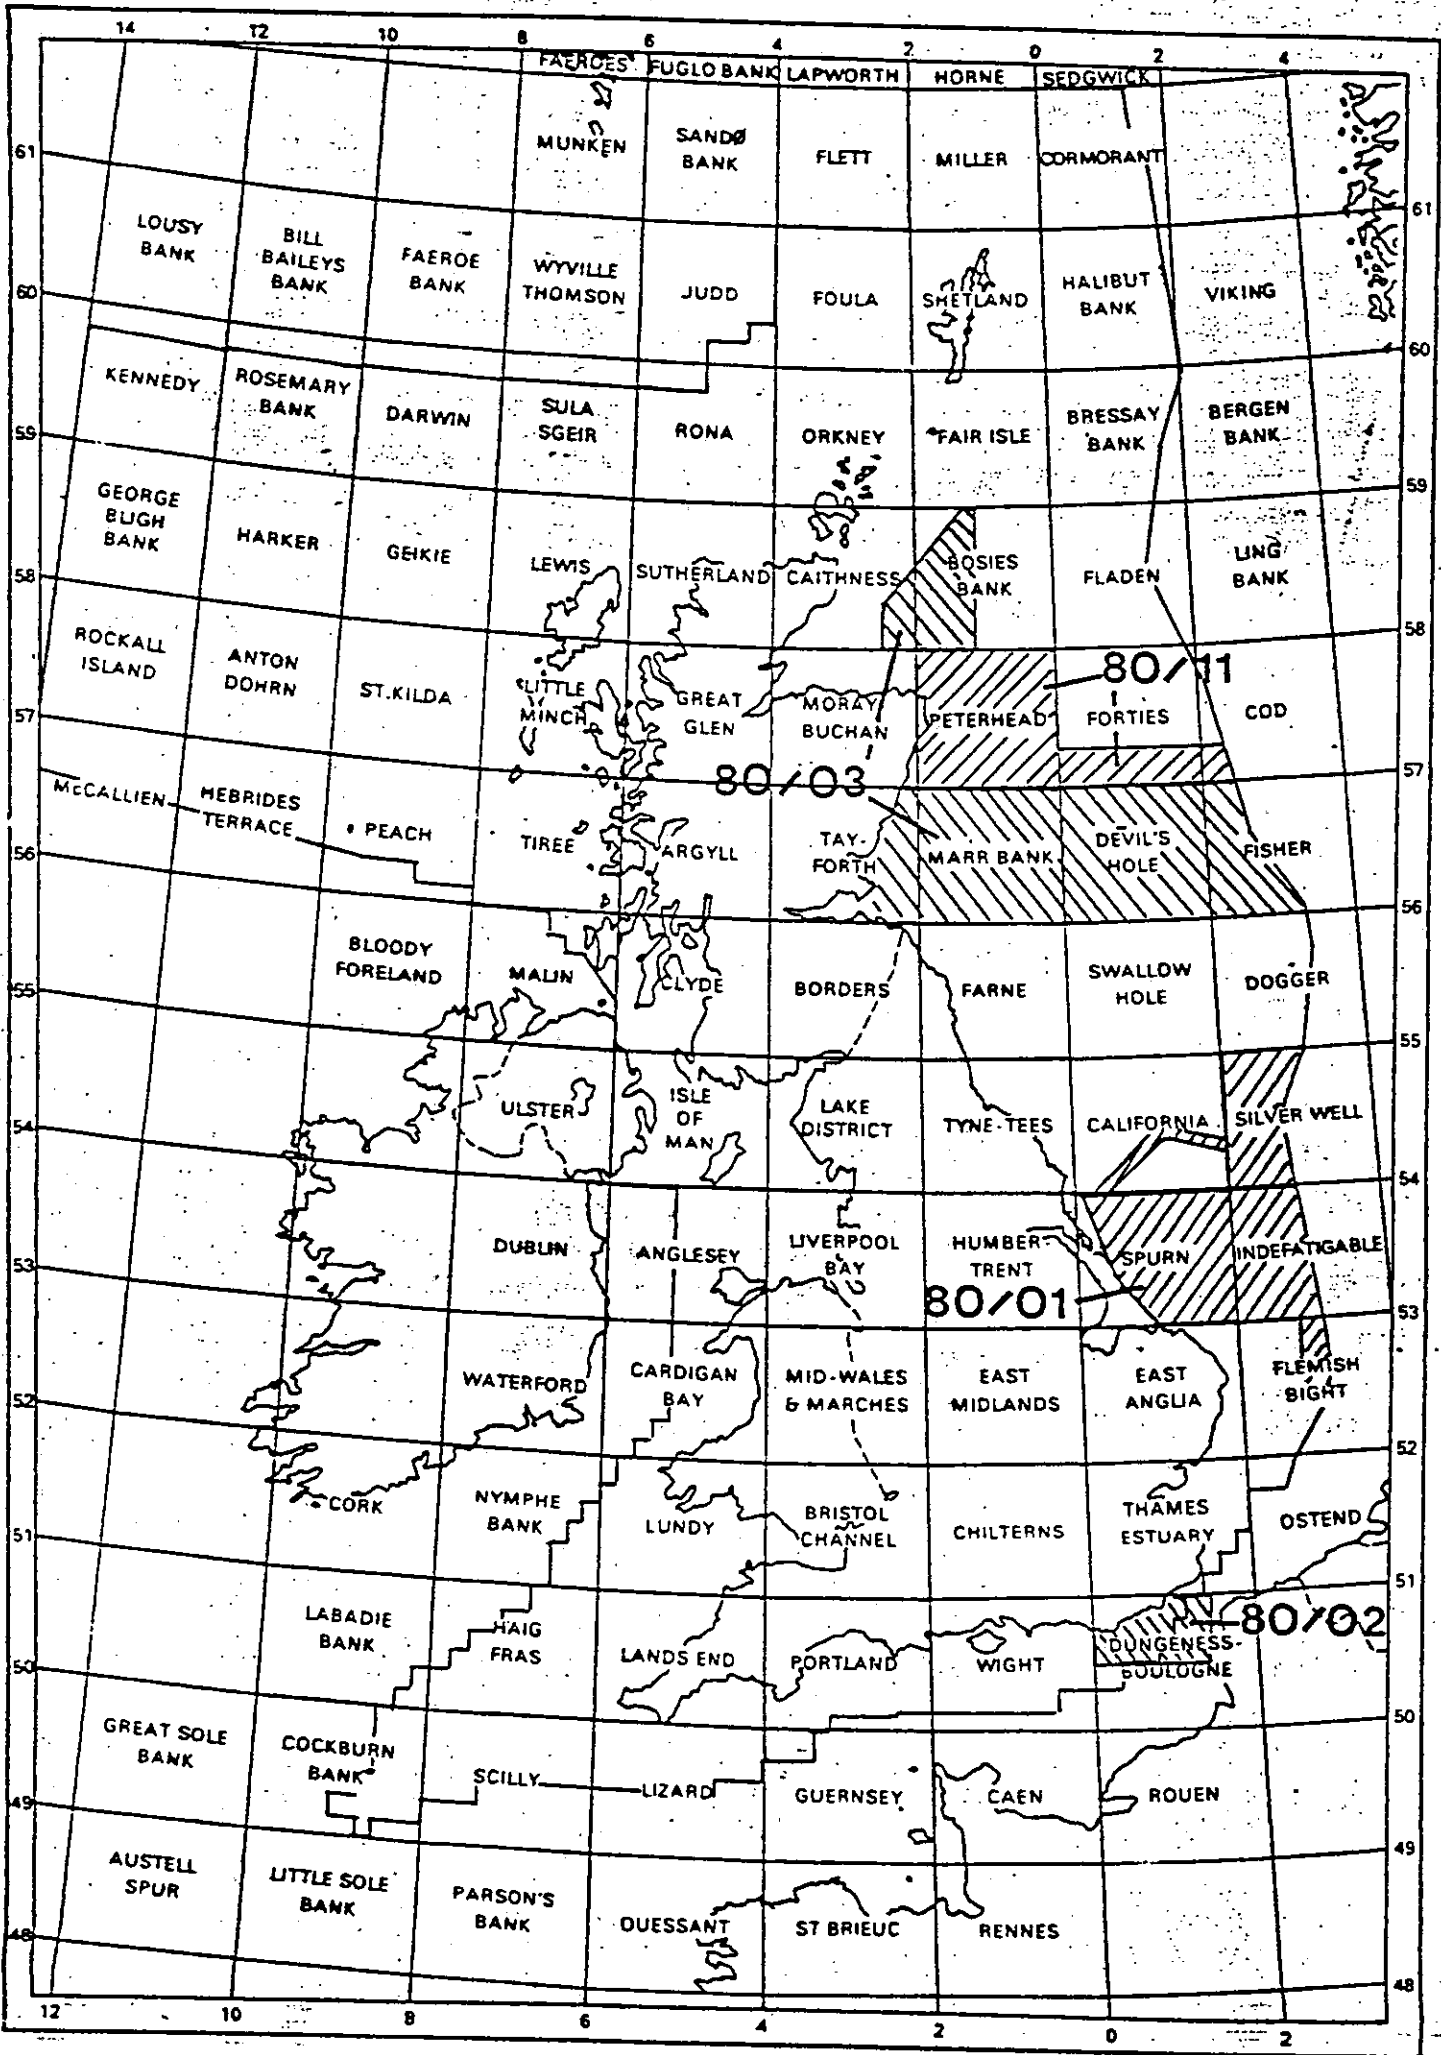 14 12 10 8 6 4 2 0 2 4
FAEROES FUGLO BANK LAPWORTH HORNE SEDGWICK
61
MUNKEN
SANDØ
BANK
FLETT
MILLER
CORMORANT
61
LOUSY
BANK
BILL
BAILEYS
BANK
FAEROE
BANK
WYVILLE
THOMSON
JUDD
FOULA
SHETLAND
HALIBUT
BANK
VIKING
60
60
KENNEDY
ROSEMARY
BANK
DARWIN
SULA
SGEIR
RONA
ORKNEY
FAIR ISLE
BRESSAY
BANK
BERGEN
BANK
59
59
GEORGE
BLIGH
BANK
HARKER
GEIKIE
LEWIS
SUTHERLAND
CAITHNESS
BOSIES
BANK
FLADEN
LING
BANK
58
58
ROCKALL
ISLAND
ANTON
DOHRN
ST.KILDA
LITTLE
MINCH
GREAT
GLEN
MORAY
BUCHAN
PETERHEAD
80/11
FORTIES
COD
57
57
80/03
McCALLIEN
HEBRIDES
TERRACE
PEACH
TIREE
ARGYLL
TAY-
FORTH
MARR BANK
DEVIL'S
HOLE
FISHER
56
56
BLOODY
FORELAND
MALIN
CLYDE
BORDERS
FARNE
SWALLOW
HOLE
DOGGER
55
55
ULSTER
ISLE
OF
MAN
LAKE
DISTRICT
TYNE-TEES
CALIFORNIA
SILVER WELL
54
54
DUBLIN
ANGLESEY
LIVERPOOL
BAY
HUMBER-
TRENT
SPURN
INDEFATIGABLE
80/01
53
53
WATERFORD
CARDIGAN
BAY
MID-WALES
& MARCHES
EAST
MIDLANDS
EAST
ANGLIA
FLEMISH
BIGHT
52
52
CORK
NYMPHE
BANK
LUNDY
BRISTOL
CHANNEL
CHILTERNS
THAMES
ESTUARY
OSTEND
51
51
LABADIE
BANK
HAIG
FRAS
LANDS END
PORTLAND
WIGHT
DUNGENESS-
BOULOGNE
80/02
50
50
GREAT SOLE
BANK
COCKBURN
BANK
SCILLY
LIZARD
GUERNSEY
CAEN
ROUEN
49
49
AUSTELL
SPUR
LITTLE SOLE
BANK
PARSON'S
BANK
OUESSANT
ST BRIEUC
RENNES
48
48
12 10 8 6 4 2 0 2